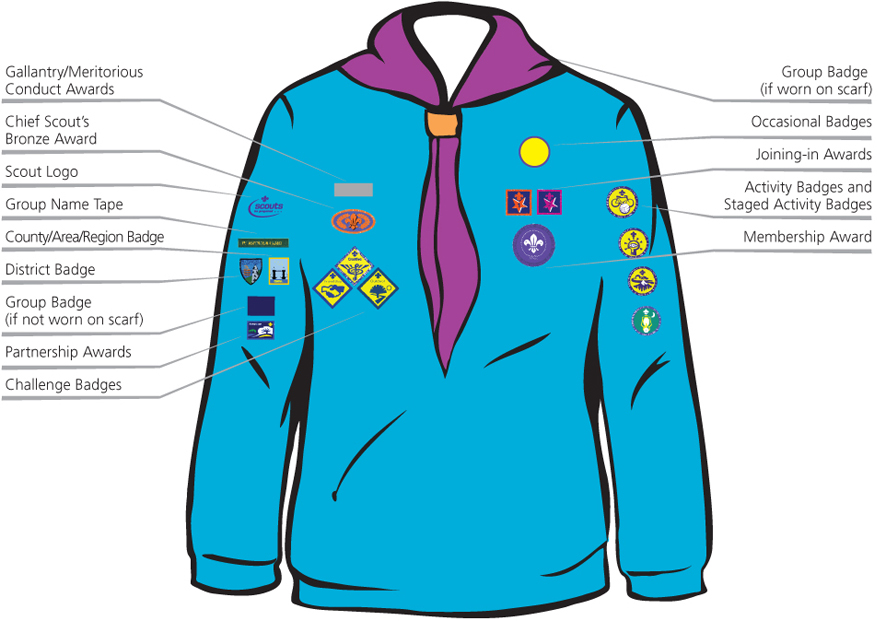 Gallantry/Meritorious
Conduct Awards
Chief Scout's
Bronze Award
Scout Logo
Group Name Tape
County/Area/Region Badge
District Badge
Group Badge
(if not worn on scarf)
Partnership Awards
Challenge Badges
scouts
Group Badge
(if worn on scarf)
Occasional Badges
Joining-in Awards
Activity Badges and
Staged Activity Badges
Membership Award